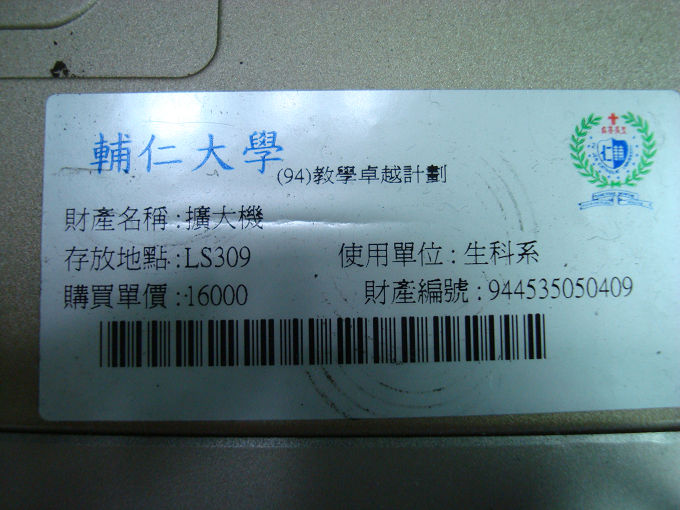 輔仁大學
(94)教學卓越計劃
財產名稱:擴大機
存放地點:LS309 使用單位:生科系
購買單價:16000 財產編號:944535050409